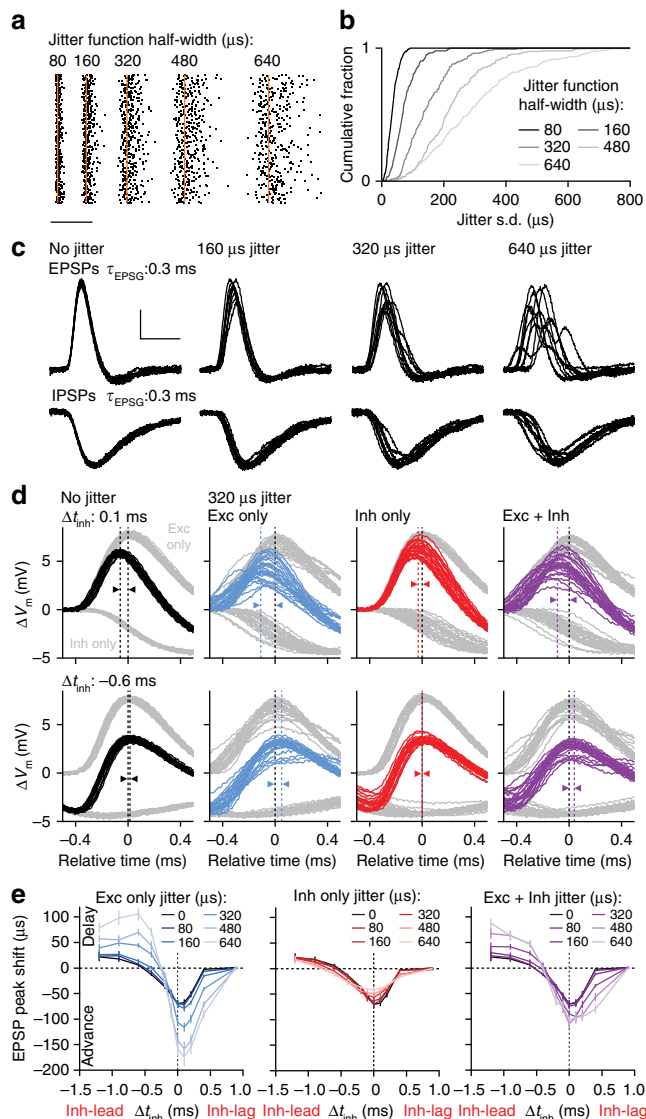 a
Jitter function half-width (µs):
80 160 320 480 640
b
Cumulative fraction
1
0
0 200 400 600 800
Jitter s.d. (µs)
Jitter function
half-width (µs):
80 160
320 480
640
c
No jitter 160 µs jitter 320 µs jitter 640 µs jitter
EPSPs τEPSG:0.3 ms
IPSPs τEPSG:0.3 ms
d
No jitter 320 µs jitter
Δtinh: 0.1 ms Exc only Inh only Exc + Inh
Exc
only
Inh only
ΔVm (mV)
5
0
−5
Δtinh: −0.6 ms
ΔVm (mV)
5
0
−5
−0.4 0 0.4 −0.4 0 0.4 −0.4 0 0.4 −0.4 0 0.4
Relative time (ms) Relative time (ms) Relative time (ms) Relative time (ms)
e
Exc only jitter (µs): Inh only jitter (µs): Exc + Inh jitter (µs):
0 320 0 320 0 320
80 480 80 480 80 480
160 640 160 640 160 640
EPSP peak shift (µs)
Delay
Advance
100
50
0
−50
−100
−150
−200
−1.5 −1.0 −0.5 0 0.5 1.0 −1.5 −1.0 −0.5 0 0.5 1.0 −1.5 −1.0 −0.5 0 0.5 1.0
Inh-lead Δtinh (ms) Inh-lag Inh-lead Δtinh (ms) Inh-lag Inh-lead Δtinh (ms) Inh-lag